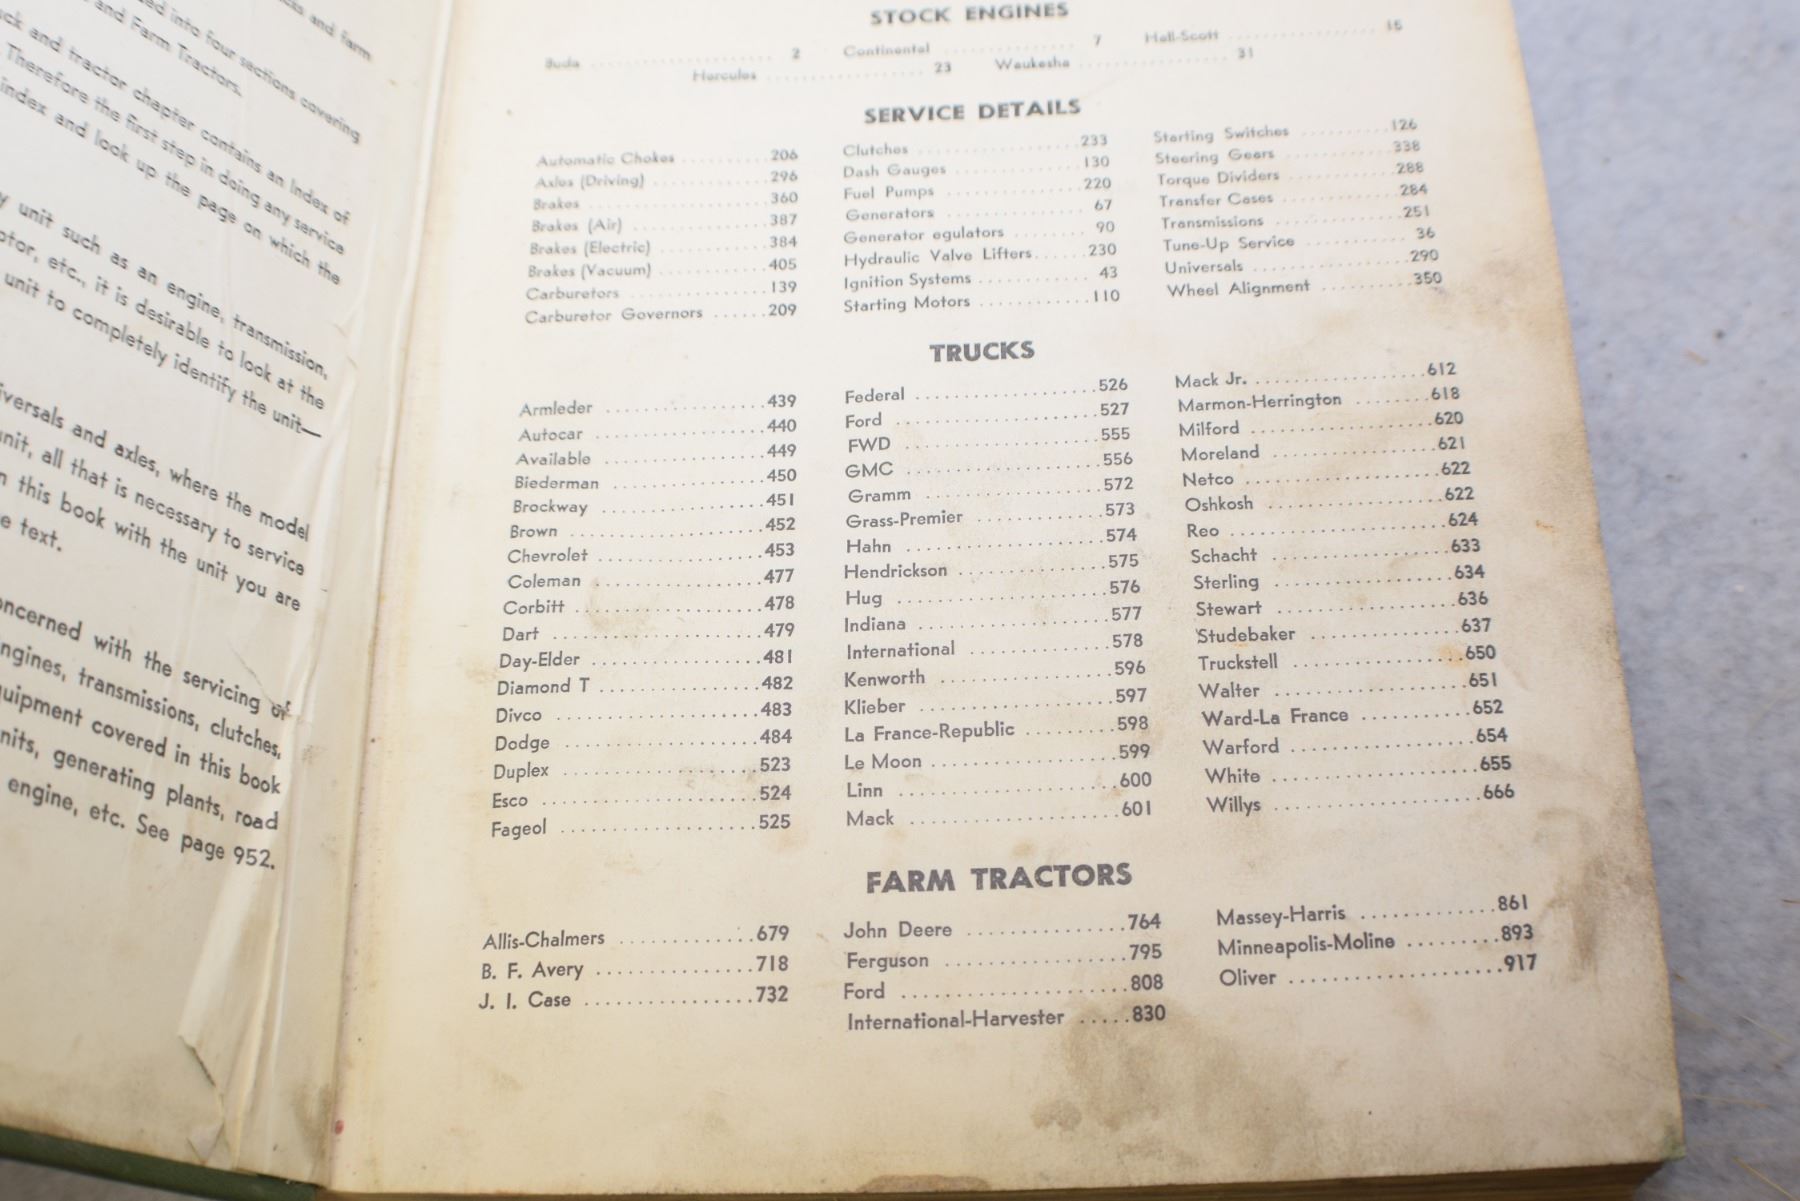 cks and farm
ded into four sections covering
and Farm Tractors.
ck and tractor chapter contains an Index of
Therefore the first step in doing any service
index and look up the page on which the
y unit such as an engine, transmission,
otor, etc., it is desirable to look at the
unit to completely identify the unit—
iversals and axles, where the model
unit, all that is necessary to service
n this book with the unit you are
e text.
oncerned with the servicing of
ngines, transmissions, clutches,
quipment covered in this book
nits, generating plants, road
engine, etc. See page 952.
STOCK ENGINES
Buda 2 Continental 7 Hall-Scott 15
Hercules 23 Waukesha 31
SERVICE DETAILS
Automatic Chokes 206
Axles (Driving) 296
Brakes 360
Brakes (Air) 387
Brakes (Electric) 384
Brakes (Vacuum) 405
Carburetors 139
Carburetor Governors 209
Clutches 233
Dash Gauges 130
Fuel Pumps 220
Generators 67
Generator egulators 90
Hydraulic Valve Lifters 230
Ignition Systems 43
Starting Motors 110
Starting Switches 126
Steering Gears 338
Torque Dividers 288
Transfer Cases 284
Transmissions 251
Tune-Up Service 36
Universals 290
Wheel Alignment 350
TRUCKS
Armleder 439
Autocar 440
Available 449
Biederman 450
Brockway 451
Brown 452
Chevrolet 453
Coleman 477
Corbitt 478
Dart 479
Day-Elder 481
Diamond T 482
Divco 483
Dodge 484
Duplex 523
Esco 524
Fageol 525
Federal 526
Ford 527
FWD 555
GMC 556
Gramm 572
Grass-Premier 573
Hahn 574
Hendrickson 575
Hug 576
Indiana 577
International 578
Kenworth 596
Klieber 597
La France-Republic 598
Le Moon 599
Linn 600
Mack 601
Mack Jr. 612
Marmon-Herrington 618
Milford 620
Moreland 621
Netco 622
Oshkosh 622
Reo 624
Schacht 633
Sterling 634
Stewart 636
Studebaker 637
Truckstell 650
Walter 651
Ward-La France 652
Warford 654
White 655
Willys 666
FARM TRACTORS
Allis-Chalmers 679
B. F. Avery 718
J. I. Case 732
John Deere 764
Ferguson 795
Ford 808
International-Harvester 830
Massey-Harris 861
Minneapolis-Moline 893
Oliver 917